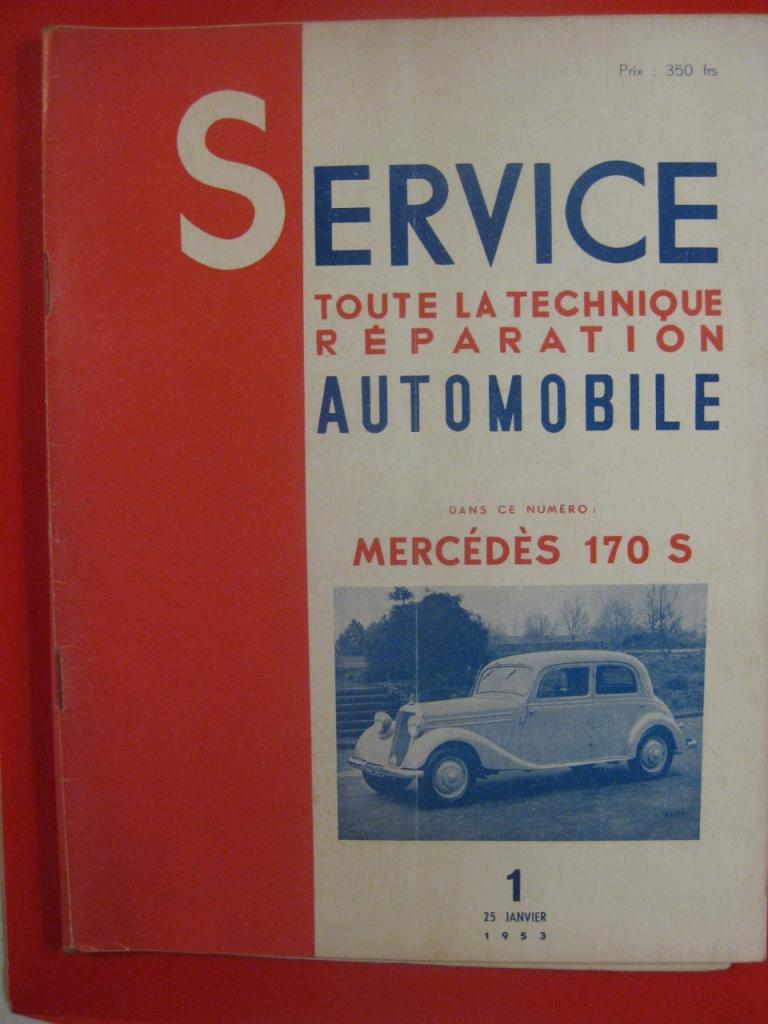 Prix : 350 frs
SERVICE
TOUTE LA TECHNIQUE
RÉPARATION
AUTOMOBILE
DANS CE NUMÉRO :
MERCÉDÈS 170 S
1
25 JANVIER
1953